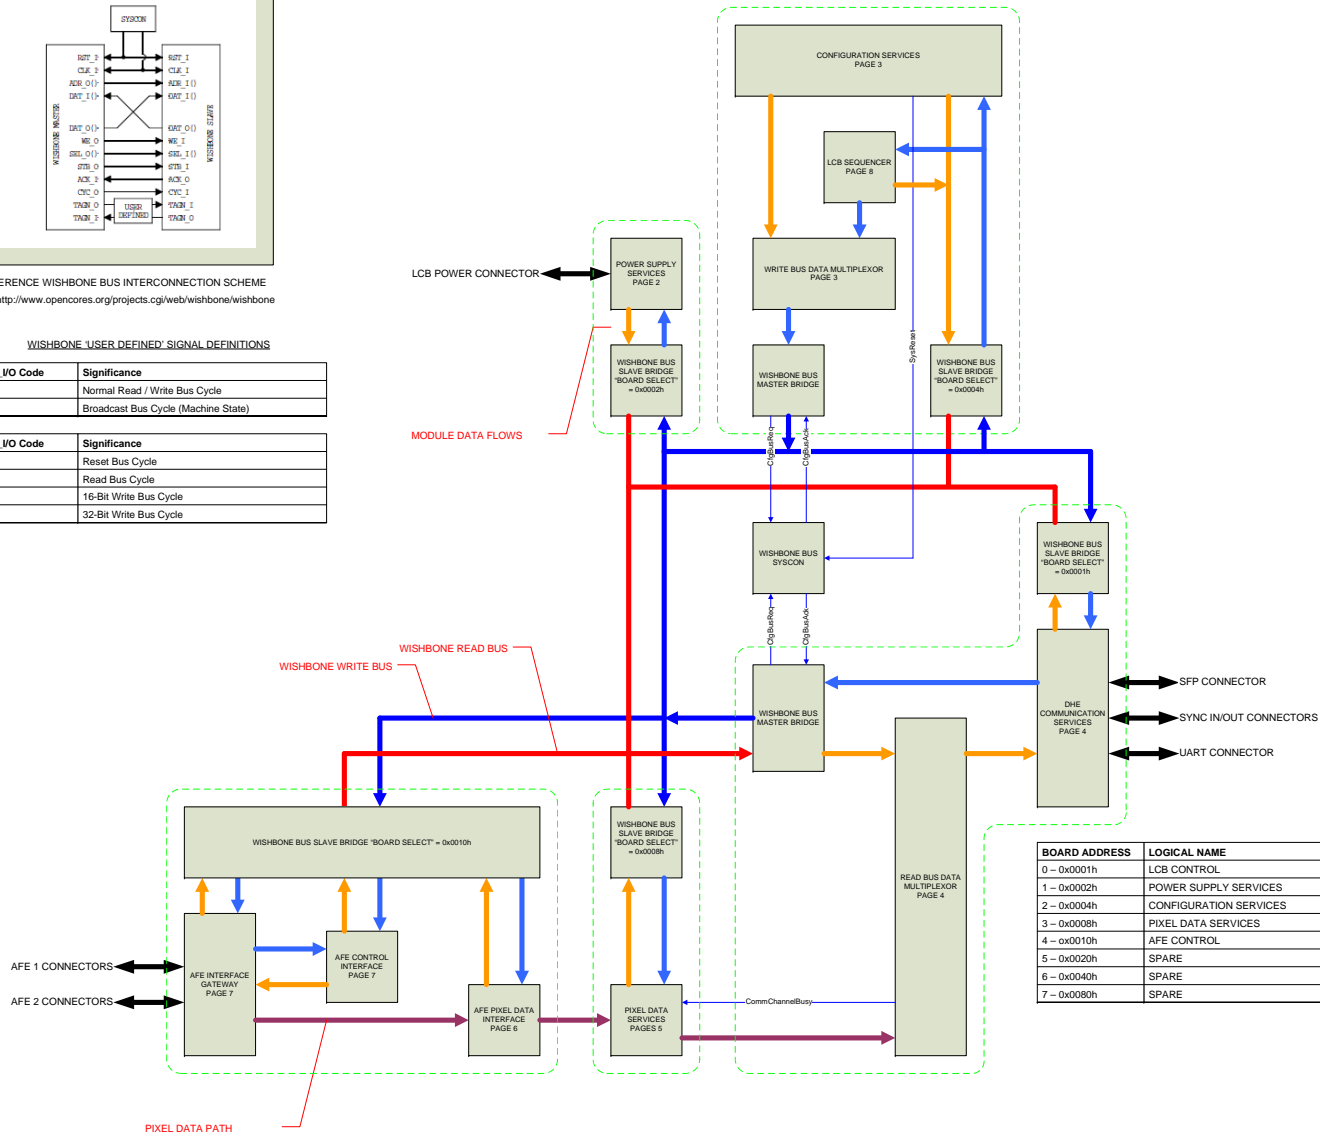 SYSCON
WISHBONE MASTER
WISHBONE SLAVE
RST_I RST_I
CLK_I CLK_I
ADR_O() ADR_I()
DAT_I() DAT_I()
DAT_O() DAT_O()
WE_O WE_I
SEL_O() SEL_I()
STB_O STB_I
ACK_I ACK_O
CYC_O CYC_I
TAGN_O TAGN_I
TAGN_I TAGN_O
USER
DEFINED
ERENCE WISHBONE BUS INTERCONNECTION SCHEME
http://www.opencores.org/projects.cgi/web/wishbone/wishbone
WISHBONE 'USER DEFINED' SIGNAL DEFINITIONS
I/O Code Significance
Normal Read / Write Bus Cycle
Broadcast Bus Cycle (Machine State)
I/O Code Significance
Reset Bus Cycle
Read Bus Cycle
16-Bit Write Bus Cycle
32-Bit Write Bus Cycle
CONFIGURATION SERVICES
PAGE 3
LCB SEQUENCER
PAGE 8
WRITE BUS DATA MULTIPLEXOR
PAGE 3
LCB POWER CONNECTOR
POWER SUPPLY
SERVICES
PAGE 2
WISHBONE BUS
SLAVE BRIDGE
"BOARD SELECT"
= 0x0002h
WISHBONE BUS
MASTER BRIDGE
SysReset
WISHBONE BUS
SLAVE BRIDGE
"BOARD SELECT"
= 0x0004h
MODULE DATA FLOWS
CfgBusReq
CfgBusAck
WISHBONE BUS
SYSCON
WISHBONE BUS
SLAVE BRIDGE
"BOARD SELECT"
= 0x0001h
CfgBusReq
CfgBusAck
WISHBONE READ BUS
WISHBONE WRITE BUS
WISHBONE BUS
MASTER BRIDGE
DHE
COMMUNICATION
SERVICES
PAGE 4
SFP CONNECTOR
SYNC IN/OUT CONNECTORS
UART CONNECTOR
WISHBONE BUS SLAVE BRIDGE "BOARD SELECT" = 0x0010h
WISHBONE BUS
SLAVE BRIDGE
"BOARD SELECT"
= 0x0008h
READ BUS DATA
MULTIPLEXOR
PAGE 4
BOARD ADDRESS LOGICAL NAME
0 – 0x0001h LCB CONTROL
1 – 0x0002h POWER SUPPLY SERVICES
2 – 0x0004h CONFIGURATION SERVICES
3 – 0x0008h PIXEL DATA SERVICES
4 – 0x0010h AFE CONTROL
5 – 0x0020h SPARE
6 – 0x0040h SPARE
7 – 0x0080h SPARE
AFE 1 CONNECTORS
AFE 2 CONNECTORS
AFE INTERFACE
GATEWAY
PAGE 7
AFE CONTROL
INTERFACE
PAGE 7
AFE PIXEL DATA
INTERFACE
PAGE 6
PIXEL DATA
SERVICES
PAGES 5
CommChannelBusy
PIXEL DATA PATH